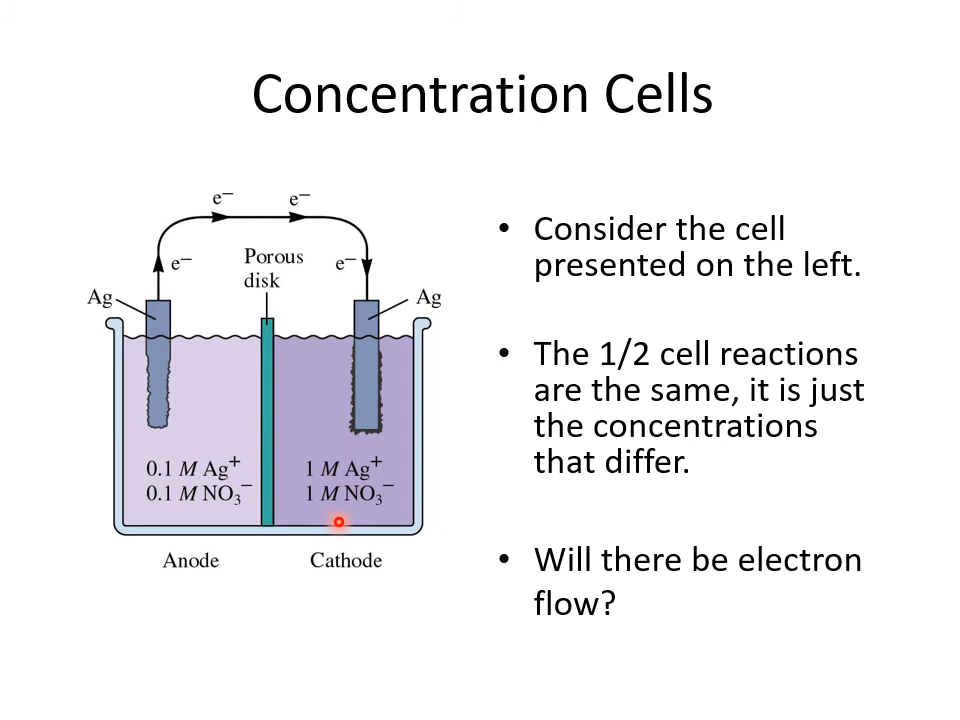 Concentration Cells
e− e−
e− Porous e−
disk
Ag Ag
0.1 M Ag+ 1 M Ag+
0.1 M NO3− 1 M NO3−
Anode Cathode
• Consider the cell
presented on the left.
• The 1/2 cell reactions
are the same, it is just
the concentrations
that differ.
• Will there be electron
flow?